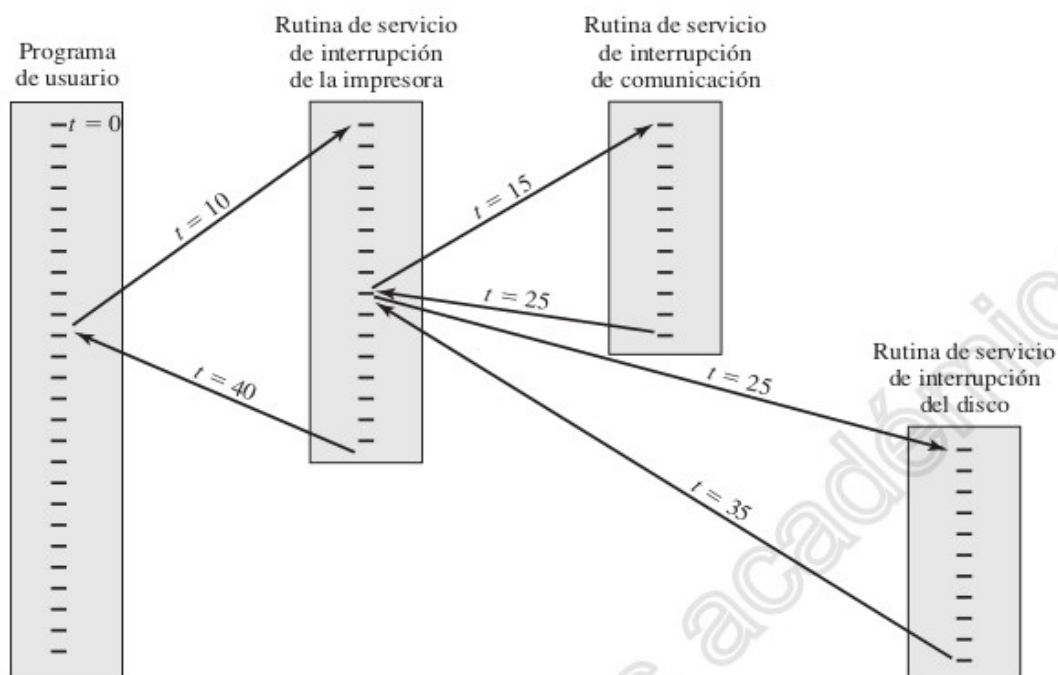 Programa
de usuario
Rutina de servicio
de interrupción
de la impresora
Rutina de servicio
de interrupción
de comunicación
t = 0
t = 10
t = 15
t = 25
t = 40
t = 25
Rutina de servicio
de interrupción
del disco
t = 35